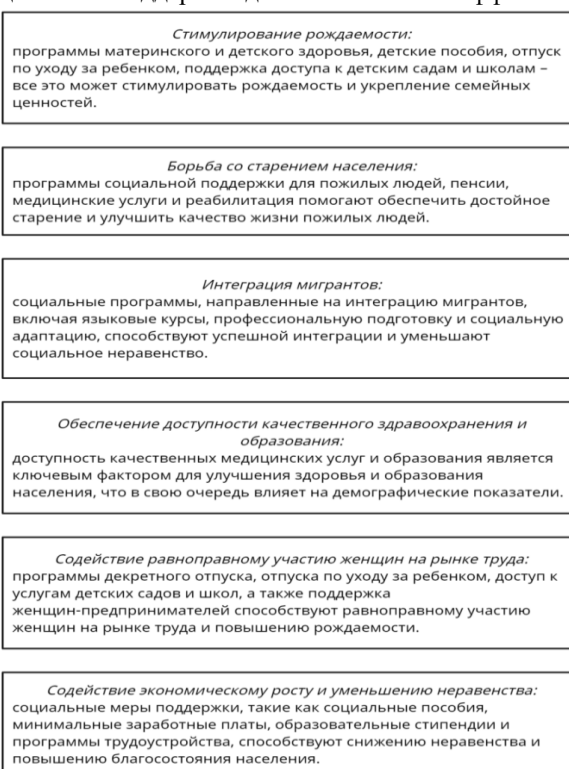 Стимулирование рождаемости:
программы материнского и детского здоровья, детские пособия, отпуск
по уходу за ребенком, поддержка доступа к детским садам и школам –
все это может стимулировать рождаемость и укрепление семейных
ценностей.
Борьба со старением населения:
программы социальной поддержки для пожилых людей, пенсии,
медицинские услуги и реабилитация помогают обеспечить достойное
старение и улучшить качество жизни пожилых людей.
Интеграция мигрантов:
социальные программы, направленные на интеграцию мигрантов,
включая языковые курсы, профессиональную подготовку и социальную
адаптацию, способствуют успешной интеграции и уменьшают
социальное неравенство.
Обеспечение доступности качественного здравоохранения и
образования:
доступность качественных медицинских услуг и образования является
ключевым фактором для улучшения здоровья и образования
населения, что в свою очередь влияет на демографические показатели.
Содействие равноправному участию женщин на рынке труда:
программы декретного отпуска, отпуска по уходу за ребенком, доступ к
услугам детских садов и школ, а также поддержка
женщин-предпринимателей способствуют равноправному участию
женщин на рынке труда и повышению рождаемости.
Содействие экономическому росту и уменьшению неравенства:
социальные меры поддержки, такие как социальные пособия,
минимальные заработные платы, образовательные стипендии и
программы трудоустройства, способствуют снижению неравенства и
повышению благосостояния населения.